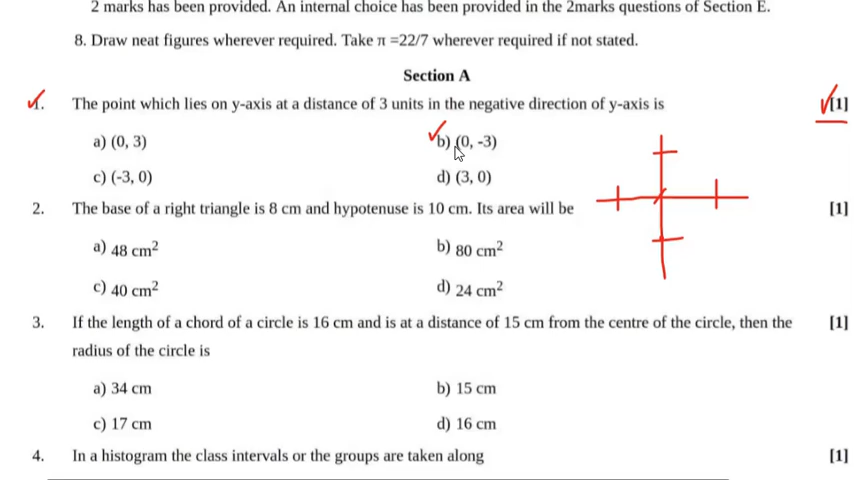 2 marks has been provided. An internal choice has been provided in the 2marks questions of Section E.
8. Draw neat figures wherever required. Take π =22/7 wherever required if not stated.
Section A
1. The point which lies on y-axis at a distance of 3 units in the negative direction of y-axis is [1]
a) (0, 3) b) (0, -3)
c) (-3, 0) d) (3, 0)
2. The base of a right triangle is 8 cm and hypotenuse is 10 cm. Its area will be [1]
a) 48 cm² b) 80 cm²
c) 40 cm² d) 24 cm²
3. If the length of a chord of a circle is 16 cm and is at a distance of 15 cm from the centre of the circle, then the [1]
radius of the circle is
a) 34 cm b) 15 cm
c) 17 cm d) 16 cm
4. In a histogram the class intervals or the groups are taken along [1]